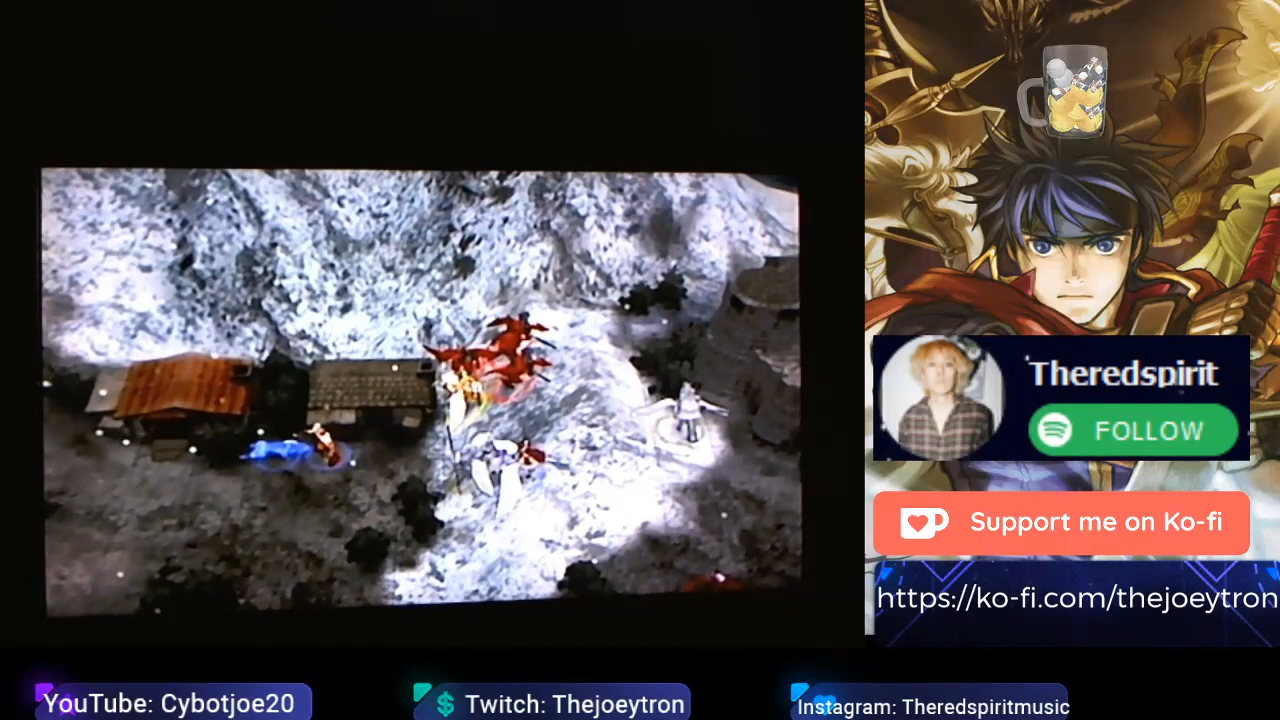 Theredspirit
FOLLOW
Support me on Ko-fi
https://ko-fi.com/thejoeytron
YouTube: Cybotjoe20
Twitch: Thejoeytron
Instagram: Theredspiritmusic